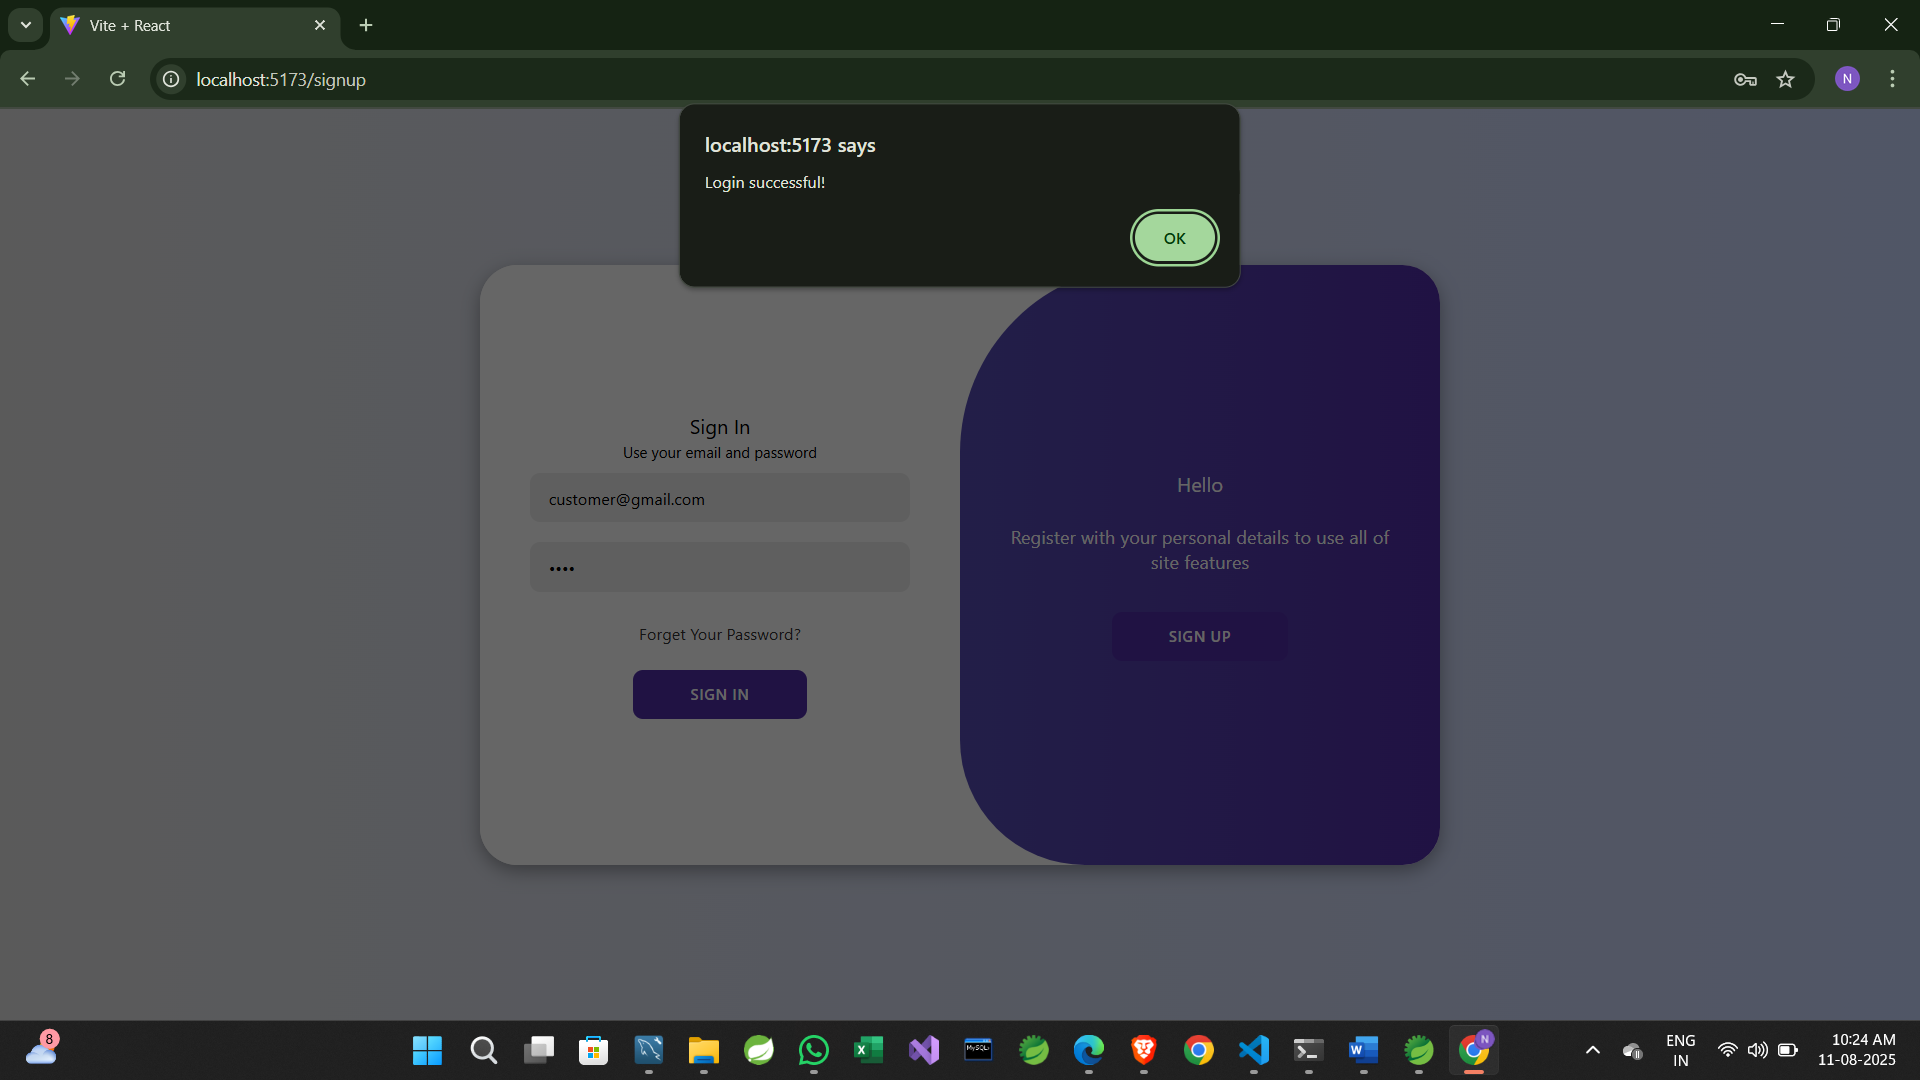 Vite + React
localhost:5173/signup
N
localhost:5173 says
Login successful!
OK
Sign In
Use your email and password
customer@gmail.com
••••
Forget Your Password?
SIGN IN
Hello
Register with your personal details to use all of
site features
SIGN UP
8
MySQL
N
ENG
IN
10:24 AM
11-08-2025